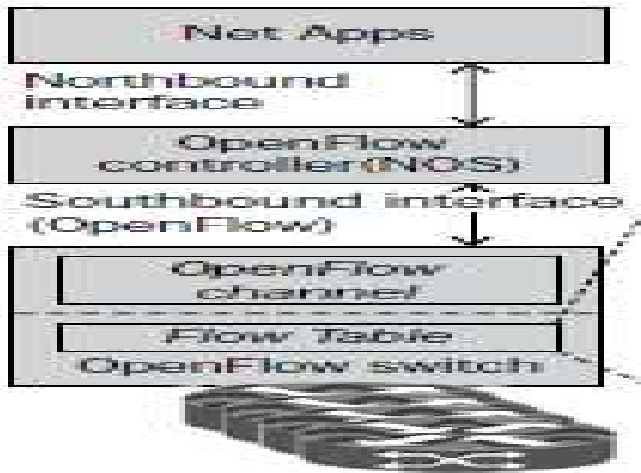 Net Apps
Northbound
interface
OpenFlow
controller(NOS)
Southbound interface
(OpenFlow)
OpenFlow
channel
Flow Table
OpenFlow switch